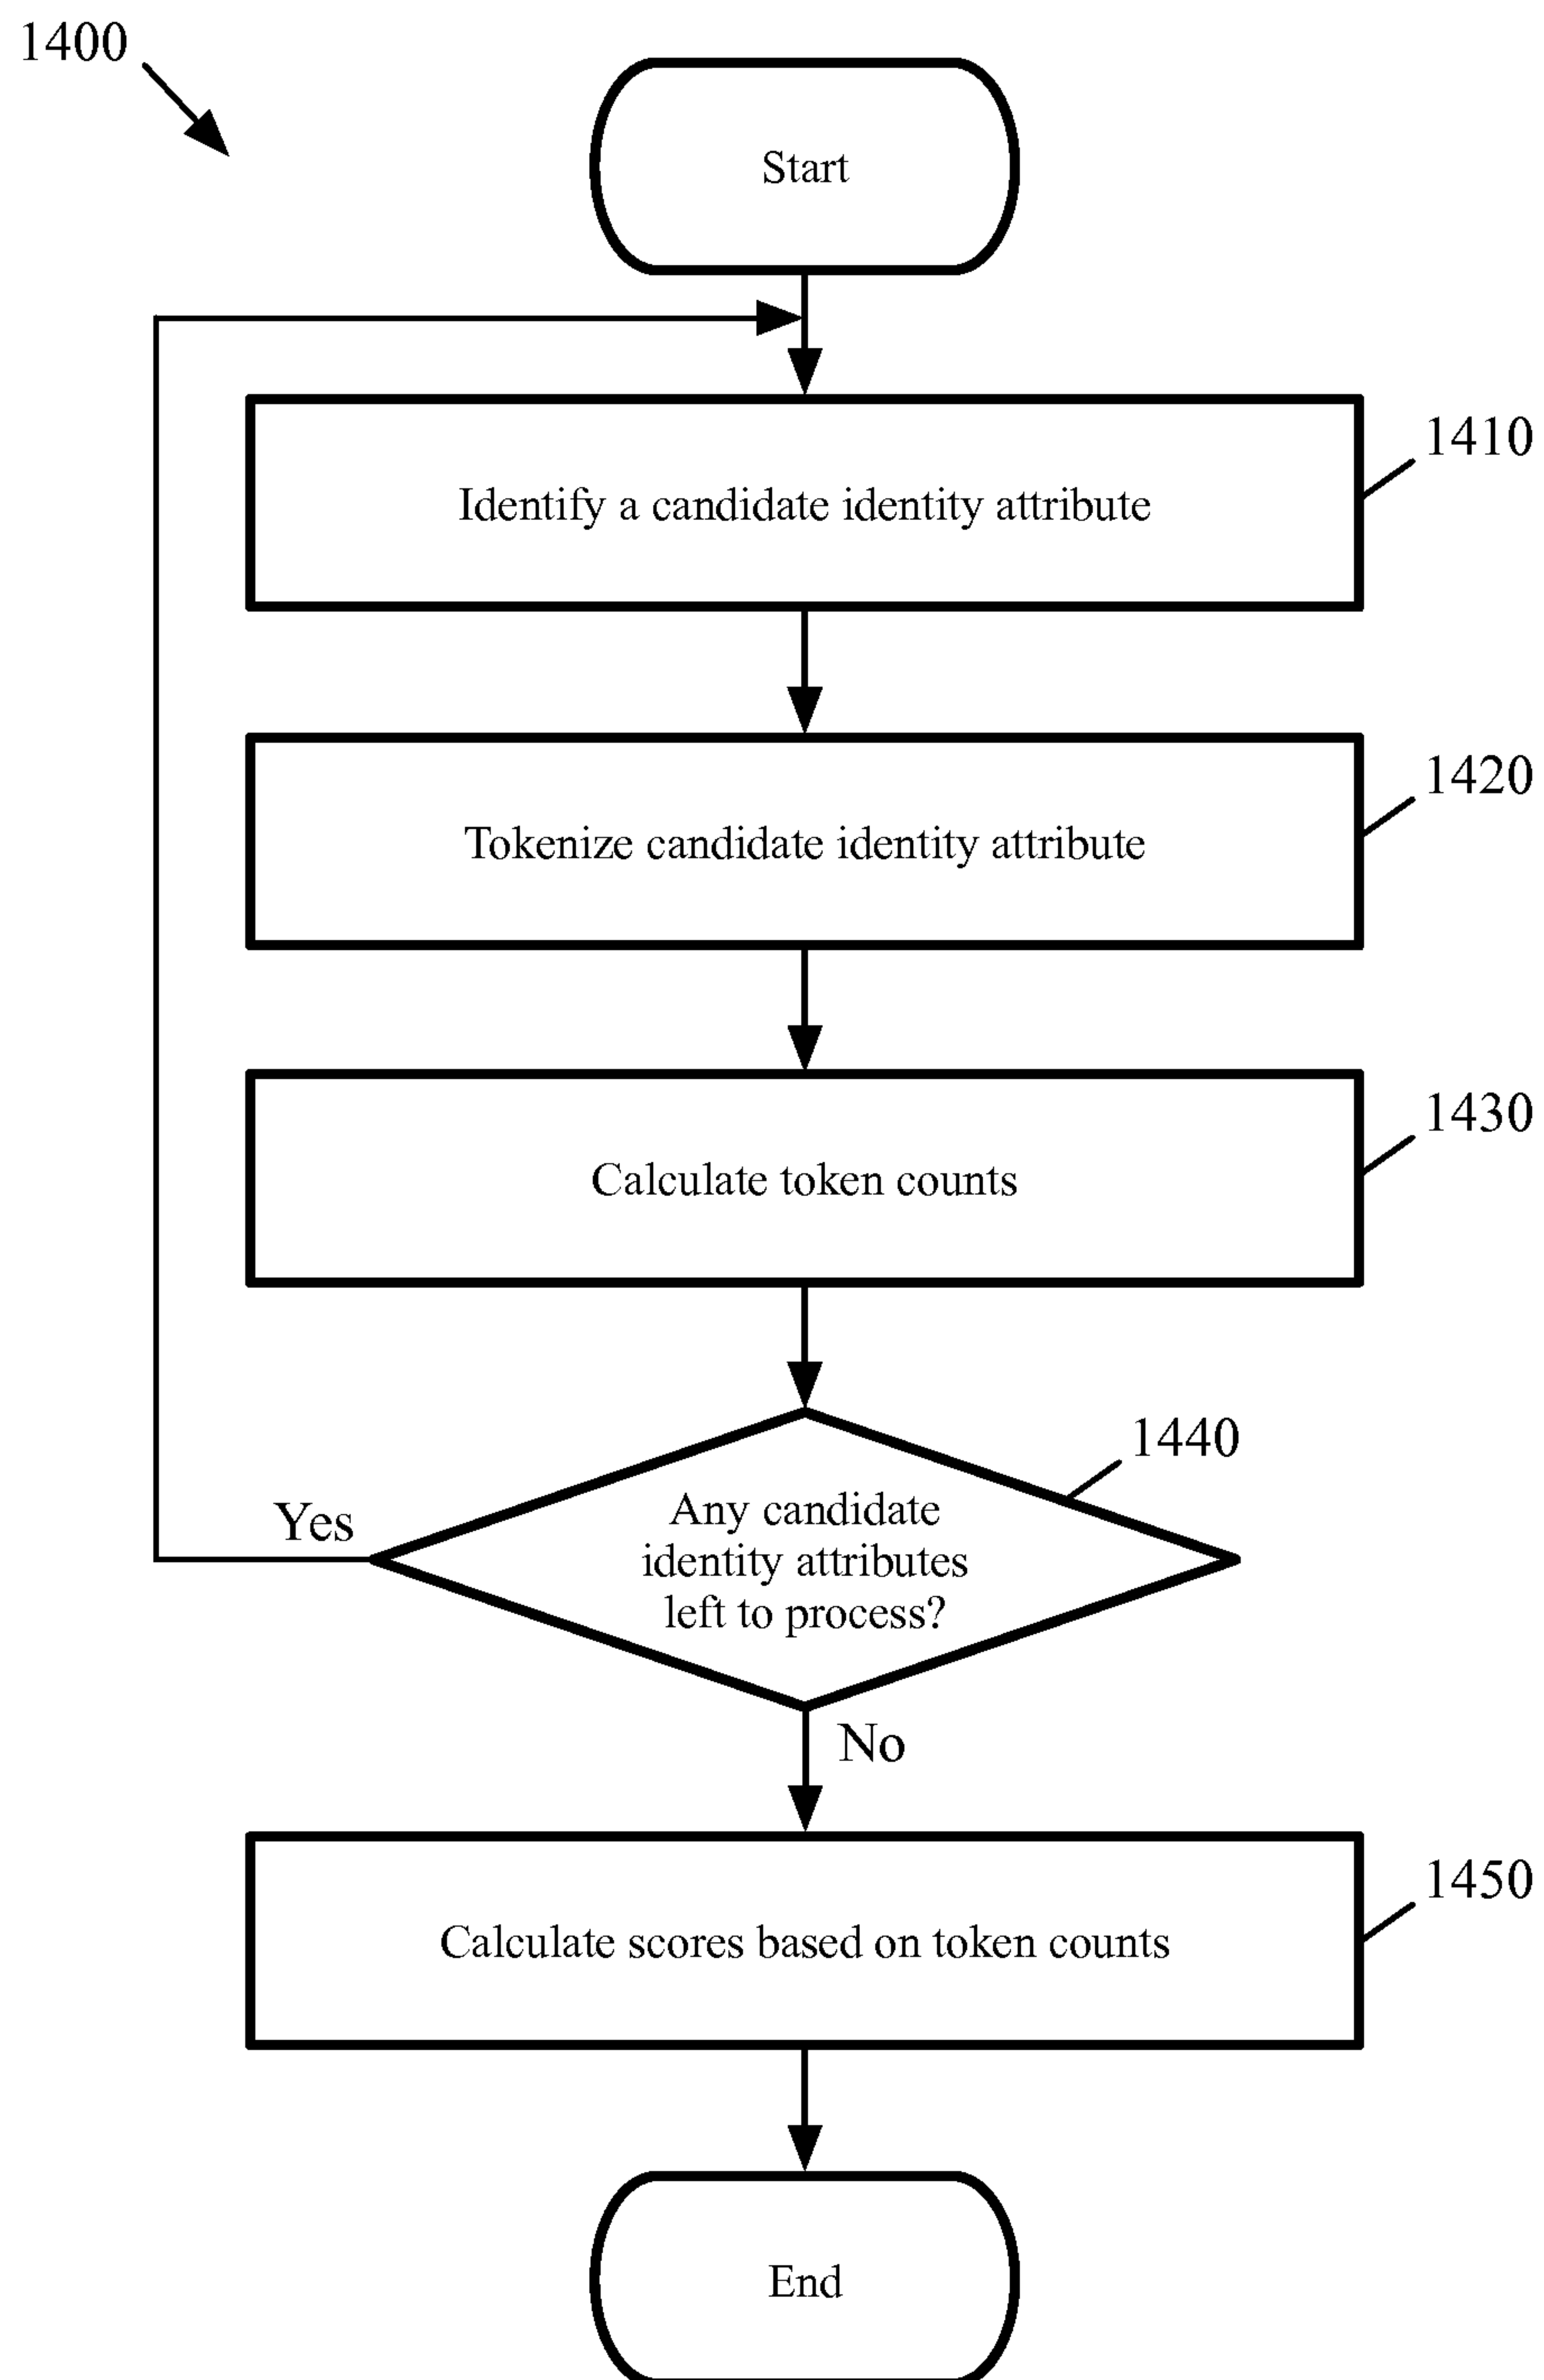 1400
Start
Identify a candidate identity attribute
1410
Tokenize candidate identity attribute
1420
Calculate token counts
1430
1440
Any candidate
identity attributes
left to process?
Yes
No
Calculate scores based on token counts
1450
End